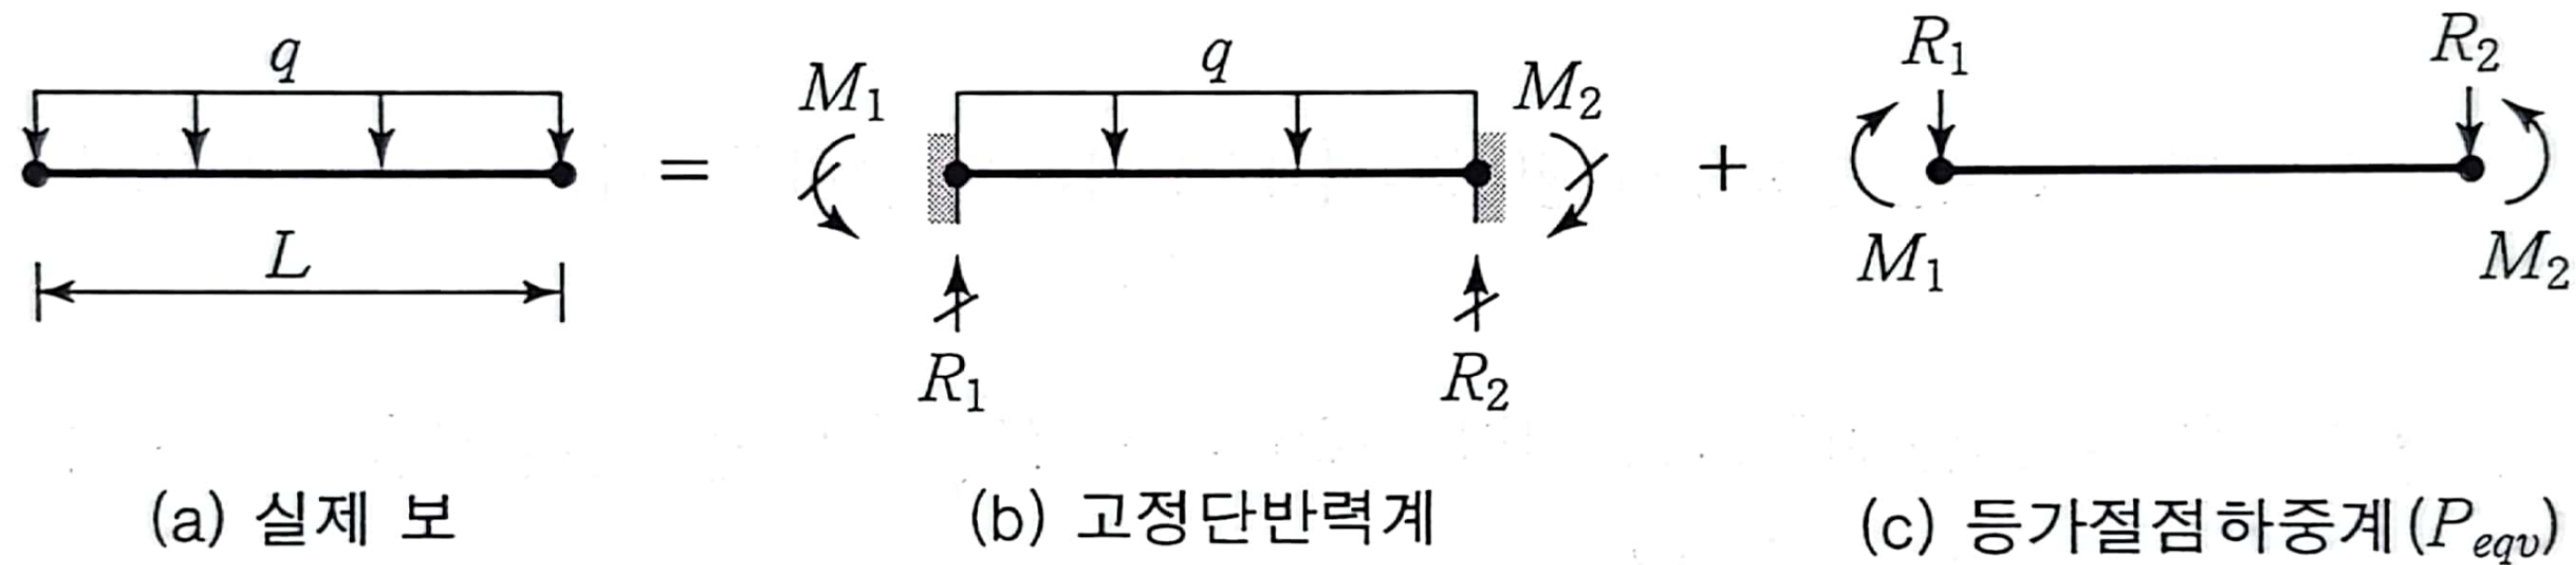 q
L
(a) 실제 보
=
M₁
q
M₂
R₁
R₂
(b) 고정단반력계
+
R₁
R₂
M₁
M₂
(c) 등가절점하중계(P_eqv)